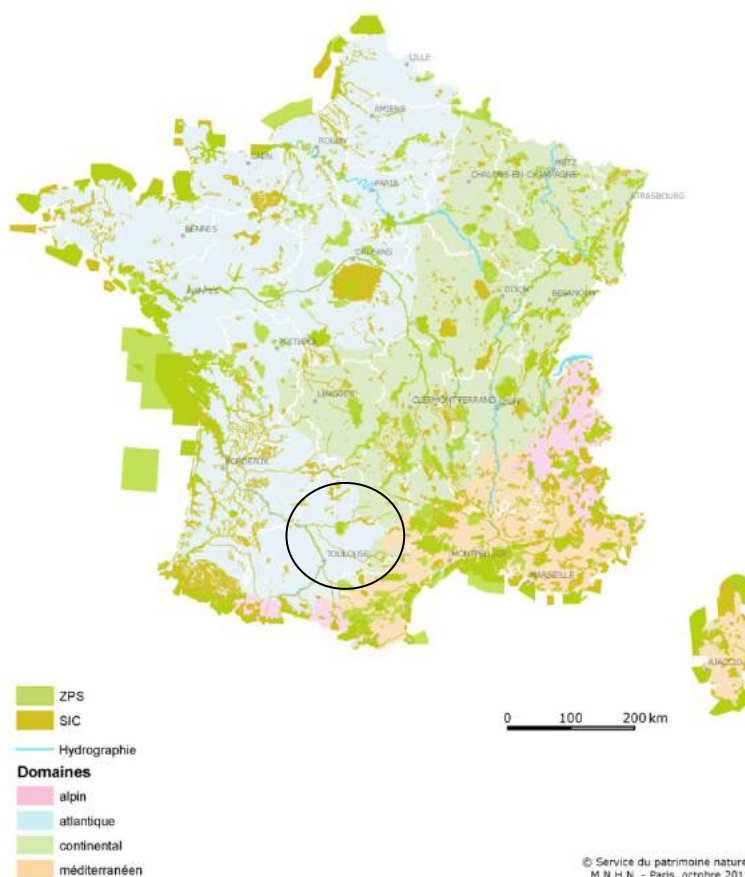 LILLE
AMIENS
ROUEN
CAEN
METZ
CHALONS-EN-CHAMPAGNE
PARIS
STRASBOURG
RENNES
ORLEANS
NANTES
DIJON
BESANCON
POITIERS
LIMOGES
CLERMONT FERRAND
LYON
BORDEAUX
TOULOUSE
MONTPELLIER
MARSEILLE
AJACCIO
ZPS
SIC
Hydrographie
Domaines
alpin
atlantique
continental
méditerranéen
0 100 200 km
© Service du patrimoine nature
M.N.H.N. - Paris, octobre 201